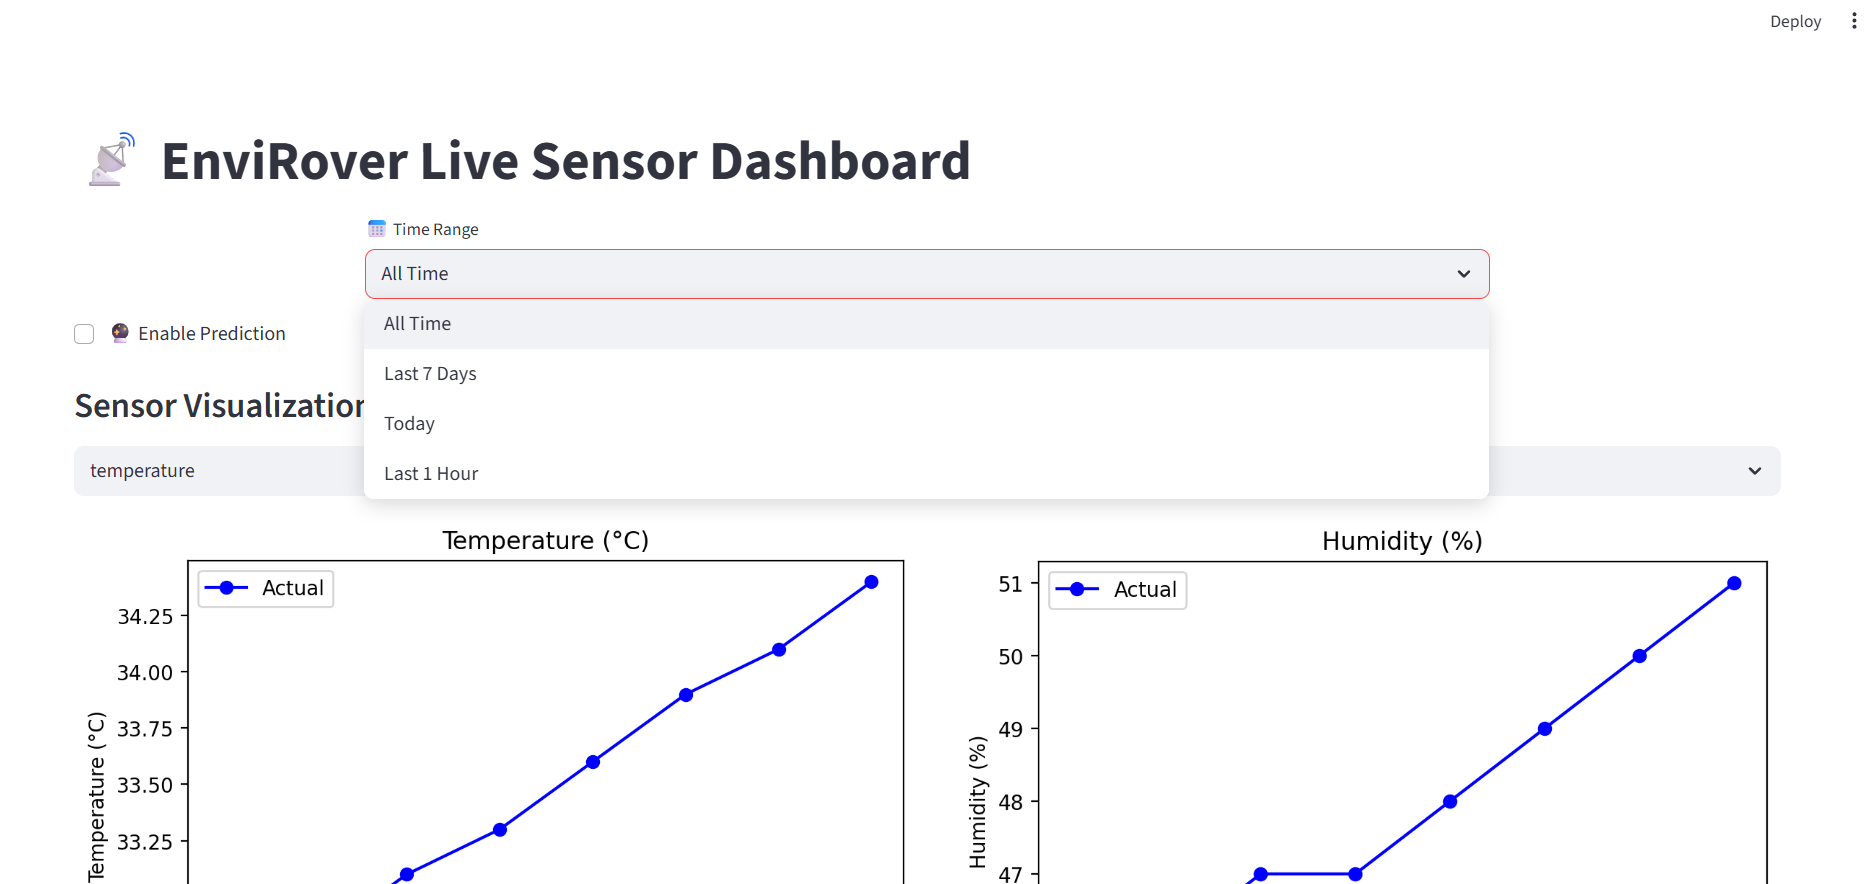 Deploy
EnviRover Live Sensor Dashboard
Time Range
All Time
All Time
Enable Prediction
Last 7 Days
Sensor Visualization
Today
temperature
Last 1 Hour
Temperature (°C)
Actual
34.25
34.00
33.75
33.50
33.25
Temperature (°C)
Humidity (%)
Actual
51
50
49
48
47
Humidity (%)